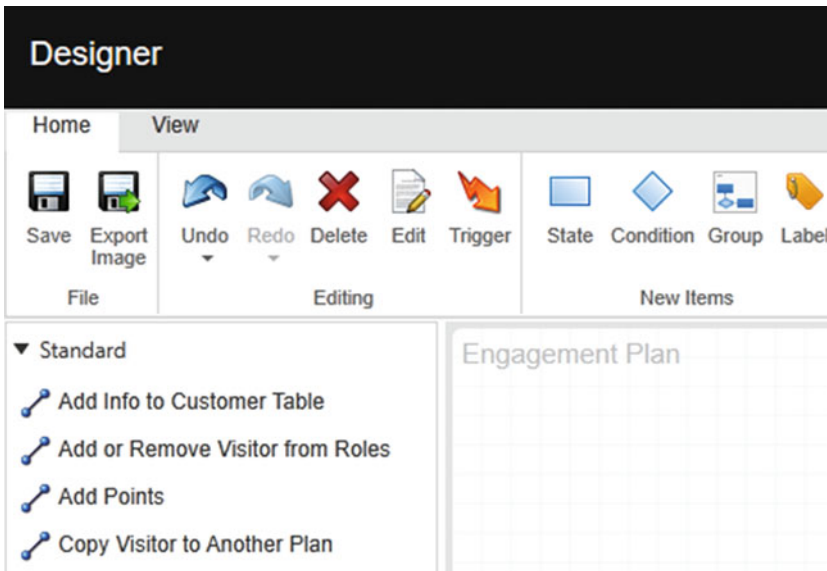 Designer
Home View
Save Export Image Undo Redo Delete Edit Trigger State Condition Group Label
File Editing New Items
Standard
Engagement Plan
Add Info to Customer Table
Add or Remove Visitor from Roles
Add Points
Copy Visitor to Another Plan